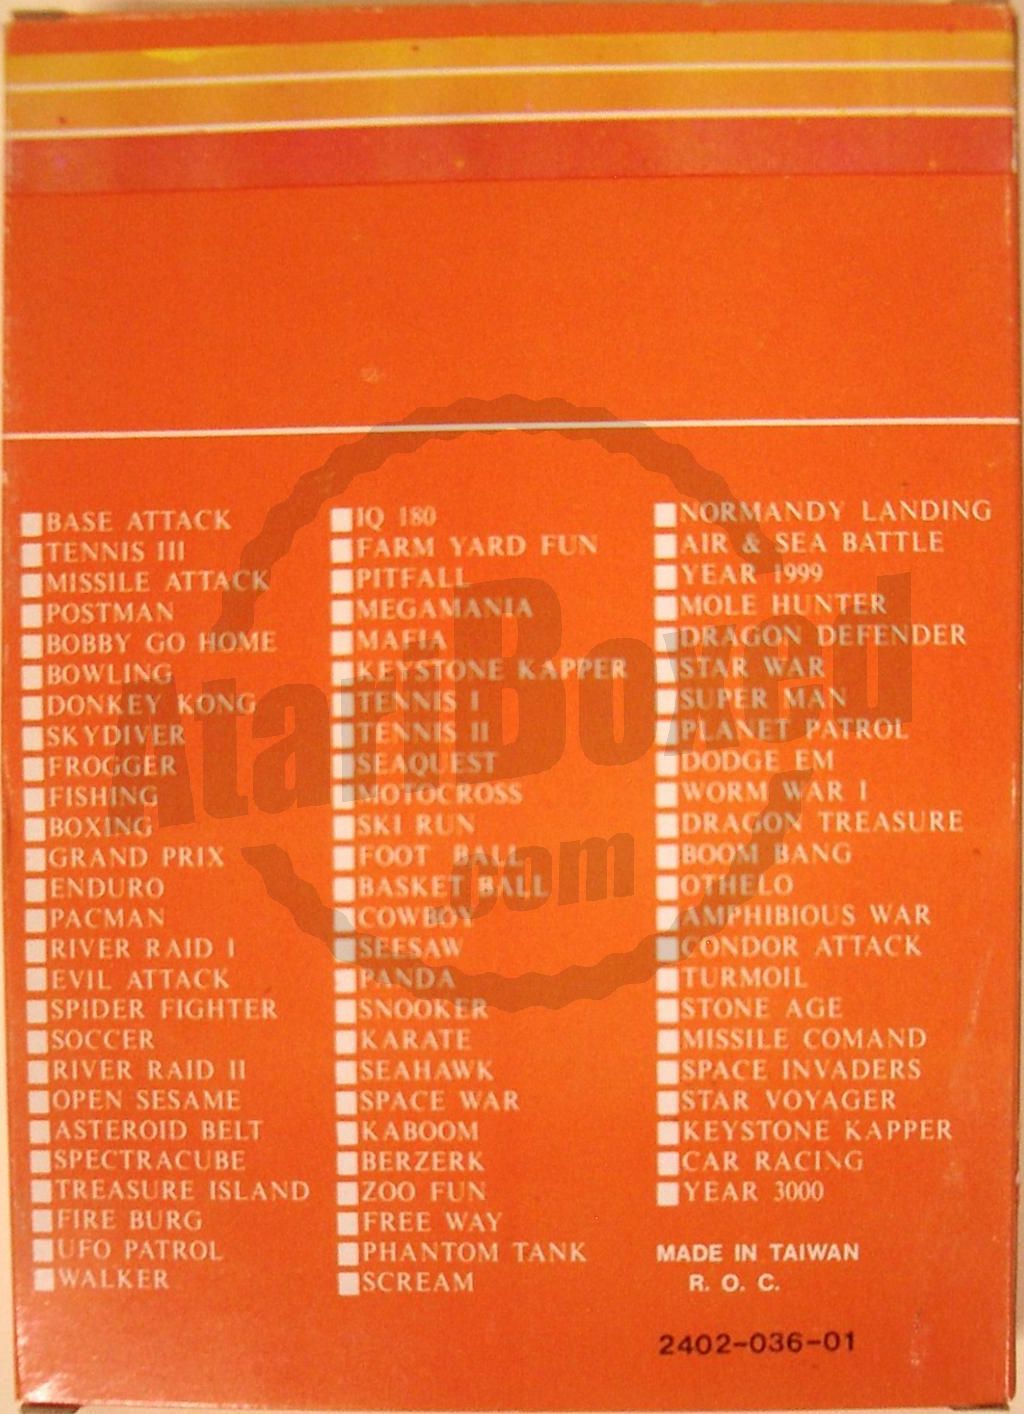 BASE ATTACK
TENNIS III
MISSILE ATTACK
POSTMAN
BOBBY GO HOME
BOWLING
DONKEY KONG
SKYDIVER
FROGGER
FISHING
BOXING
GRAND PRIX
ENDURO
PACMAN
RIVER RAID I
EVIL ATTACK
SPIDER FIGHTER
SOCCER
RIVER RAID II
OPEN SESAME
ASTEROID BELT
SPECTRACUBE
TREASURE ISLAND
FIRE BURG
UFO PATROL
WALKER
IQ 180
FARM YARD FUN
PITFALL
MEGAMANIA
MAFIA
KEYSTONE KAPPER
TENNIS I
TENNIS II
SEAQUEST
MOTOCROSS
SKI RUN
FOOT BALL
BASKET BALL
COWBOY
SEESAW
PANDA
SNOOKER
KARATE
SEAHAWK
SPACE WAR
KABOOM
BERZERK
ZOO FUN
FREE WAY
PHANTOM TANK
SCREAM
NORMANDY LANDING
AIR & SEA BATTLE
YEAR 1999
MOLE HUNTER
DRAGON DEFENDER
STAR WAR
SUPER MAN
PLANET PATROL
DODGE EM
WORM WAR I
DRAGON TREASURE
BOOM BANG
OTHELO
AMPHIBIOUS WAR
CONDOR ATTACK
TURMOIL
STONE AGE
MISSILE COMAND
SPACE INVADERS
STAR VOYAGER
KEYSTONE KAPPER
CAR RACING
YEAR 3000
MADE IN TAIWAN
R. O. C.
2402-036-01
AtariBoxed
.com